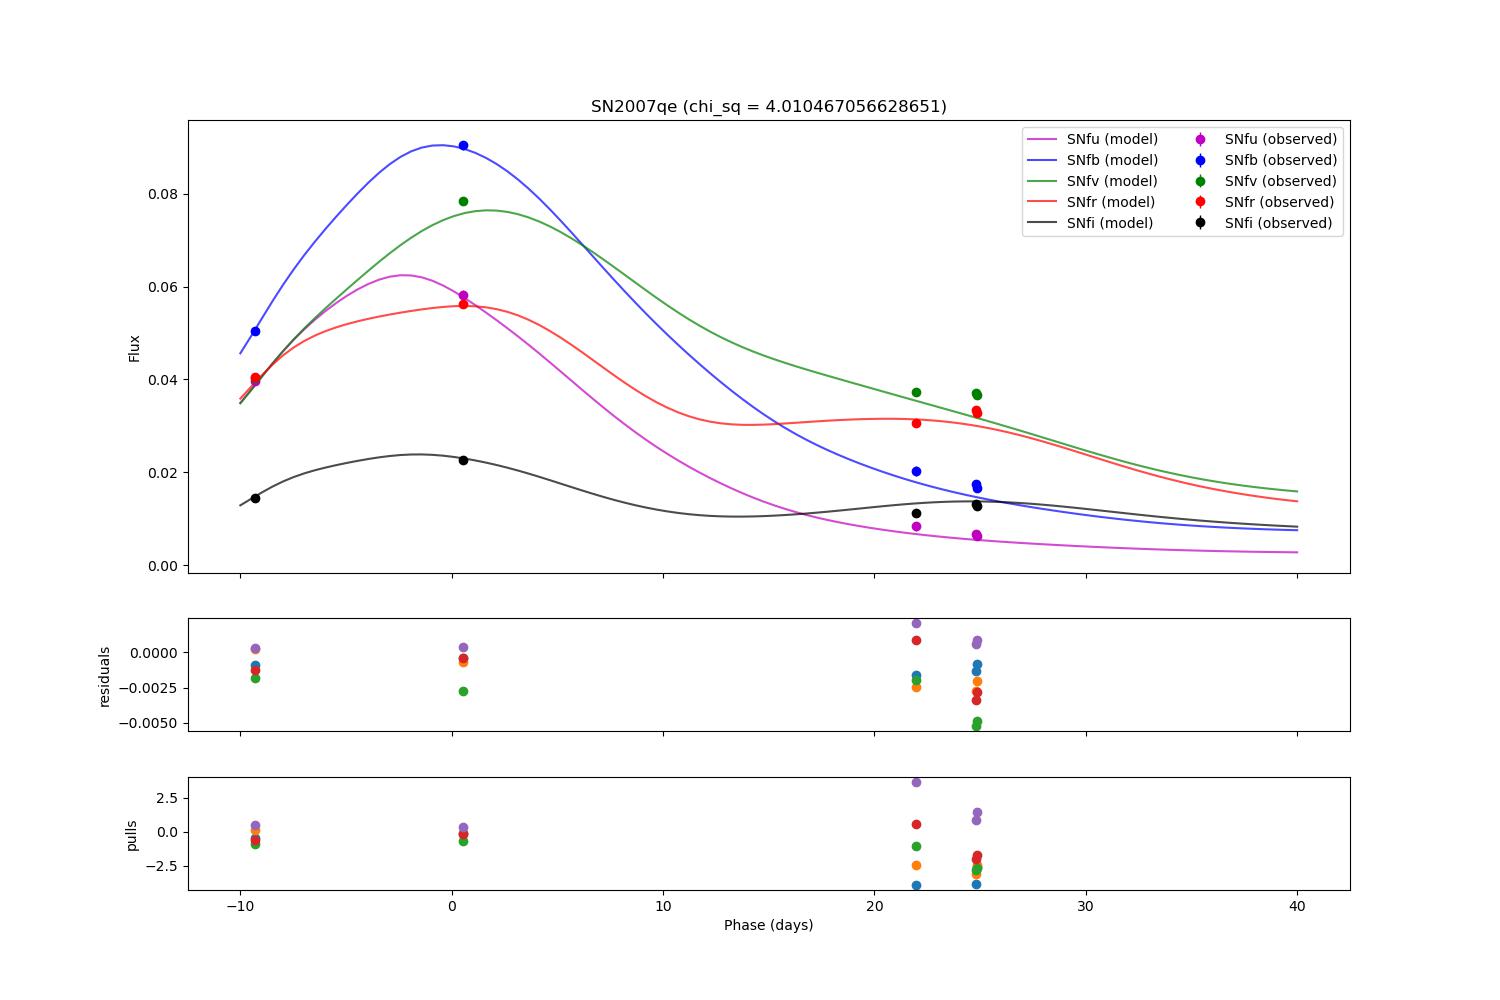 SN2007qe (chi_sq = 4.010467056628651)
SNfu (model) SNfu (observed)
SNfb (model) SNfb (observed)
SNfv (model) SNfv (observed)
SNfr (model) SNfr (observed)
SNfi (model) SNfi (observed)
0.08
0.06
Flux
0.04
0.02
0.00
residuals
0.0000
−0.0025
−0.0050
pulls
2.5
0.0
−2.5
−10 0 10 20 30 40
Phase (days)